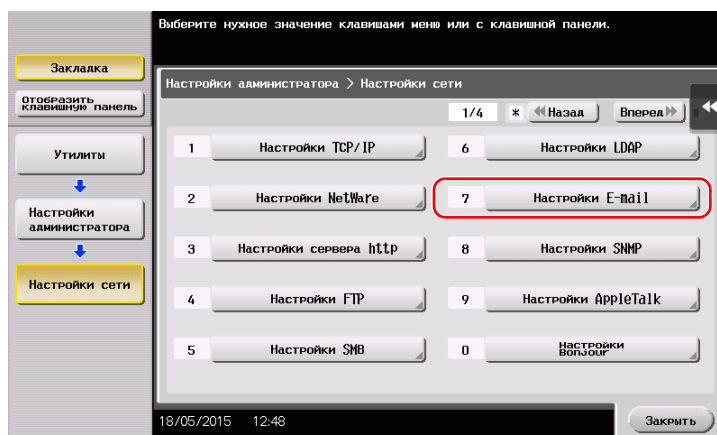 Выберите нужное значение клавишами меню или с клавишной панели.
Закладка
Отобразить
клавишную панель
Утилиты
Настройки
администратора
Настройки сети
Настройки администратора > Настройки сети
1/4 * Назад Вперед
1 Настройки TCP/IP
2 Настройки NetWare
3 Настройки сервера http
4 Настройки FTP
5 Настройки SMB
6 Настройки LDAP
7 Настройки E-mail
8 Настройки SNMP
9 Настройки AppleTalk
0 Настройки
Bonjour
18/05/2015 12:48
Закрыть